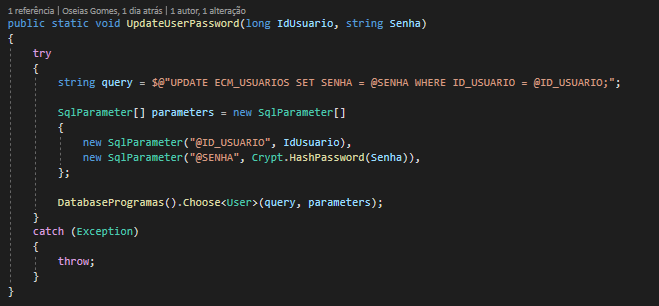 1 referência | Oseias Gomes, 1 dia atrás | 1 autor, 1 alteração
public static void UpdateUserPassword(long IdUsuario, string Senha)
{
try
{
string query = $@"UPDATE ECM_USUARIOS SET SENHA = @SENHA WHERE ID_USUARIO = @ID_USUARIO;";
SqlParameter[] parameters = new SqlParameter[]
{
new SqlParameter("@ID_USUARIO", IdUsuario),
new SqlParameter("@SENHA", Crypt.HashPassword(Senha)),
};
DatabaseProgramas().Choose<User>(query, parameters);
}
catch (Exception)
{
throw;
}
}